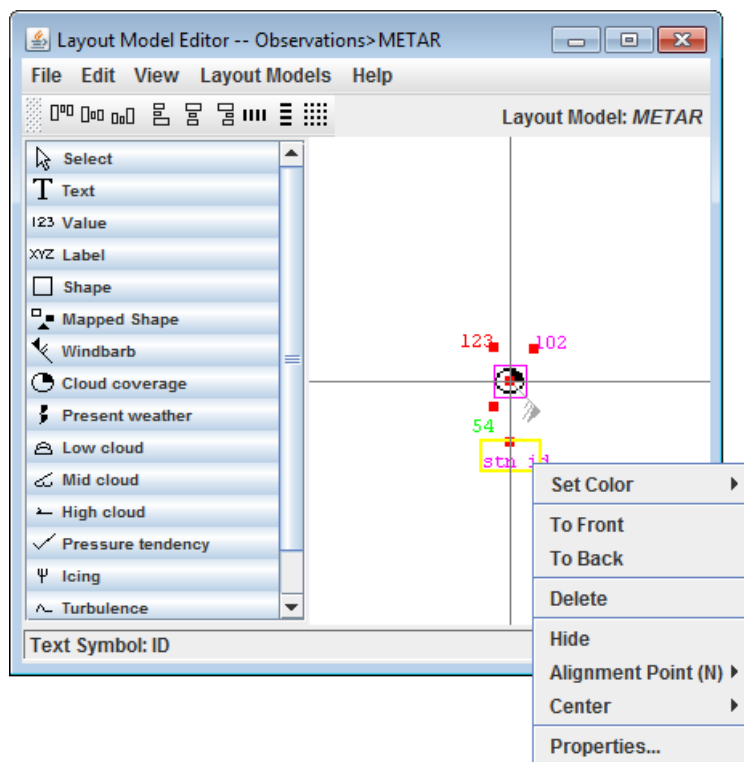 Layout Model Editor -- Observations>METAR
File Edit View Layout Models Help
Layout Model: METAR
Select
T Text
123 Value
XYZ Label
Shape
Mapped Shape
Windbarb
Cloud coverage
Present weather
Low cloud
Mid cloud
High cloud
Pressure tendency
Icing
Turbulence
123 102
54
stn id
Set Color
To Front
To Back
Delete
Hide
Alignment Point (N)
Center
Properties...
Text Symbol: ID